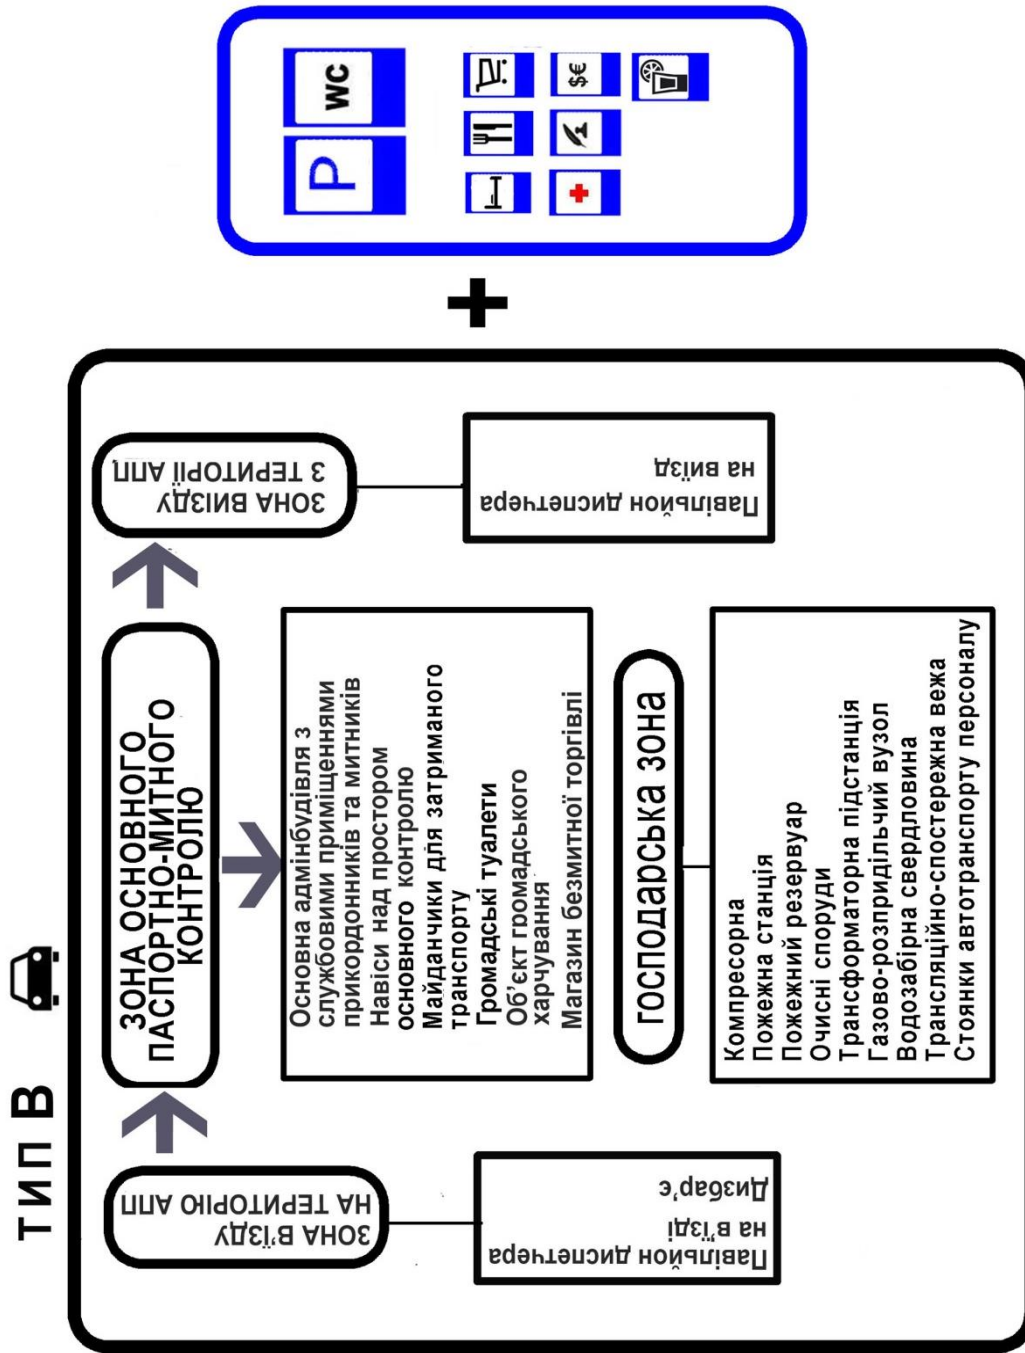 ТИП В
ЗОНА В'ЇЗДУ
НА ТЕРИТОРІЮ АПП
Павільйон диспетчера
на в'їзді
Дизбар'є
ЗОНА ОСНОВНОГО
ПАСПОРТНО-МИТНОГО
КОНТРОЛЮ
Основна адмінбудівля з
службовими приміщеннями
прикордонників та митників
Навіси над простором
основного контролю
Майданчики для затриманого
транспорту
Громадські туалети
Об'єкт громадського
харчування
Магазин безмитної торгівлі
ГОСПОДАРСЬКА ЗОНА
Компресорна
Пожежна станція
Пожежний резервуар
Очисні споруди
Трансформаторна підстанція
Газово-розпридільчий вузол
Водозабірна свердловина
Трансляційно-спостережна вежа
Стоянки автотранспорту персоналу
ЗОНА ВИЇЗДУ
З ТЕРИТОРІЇ АПП
Павільйон диспетчера
на виїзд
+
P
WC
$€